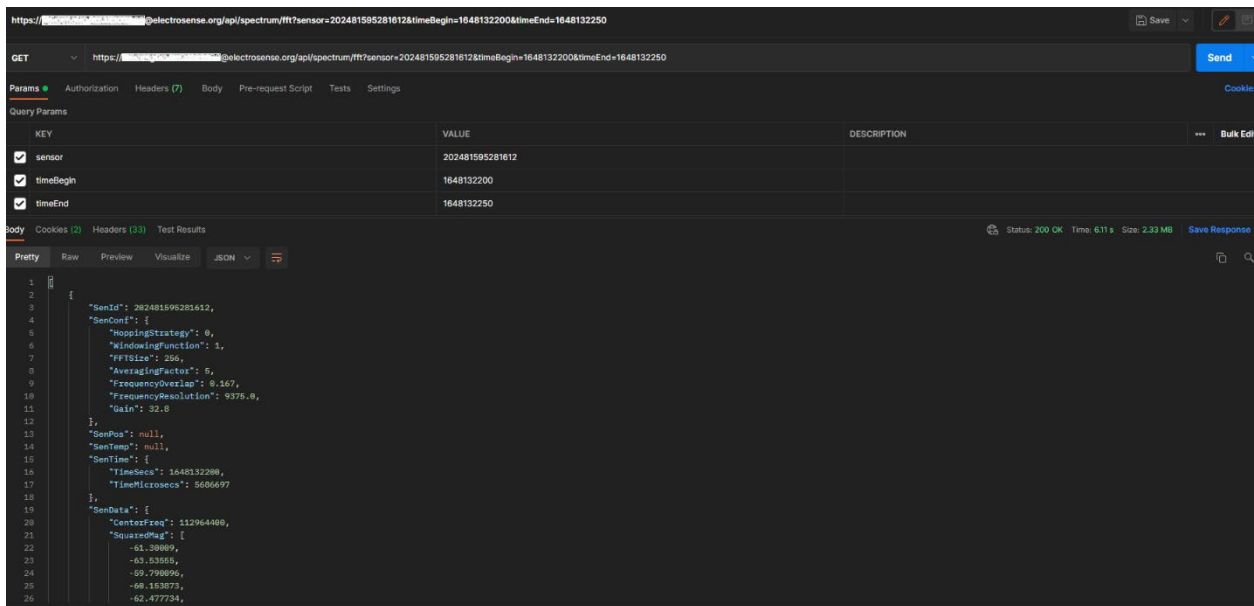 https://@electrosense.org/api/spectrum/fft?sensor=202481595281612&timeBegin=1648132200&timeEnd=1648132250 Save
GET https://@electrosense.org/api/spectrum/fft?sensor=202481595281612&timeBegin=1648132200&timeEnd=1648132250 Send
Params Authorization Headers (7) Body Pre-request Script Tests Settings Cookie
Query Params
KEY VALUE DESCRIPTION ••• Bulk Edi
sensor 202481595281612
timeBegin 1648132200
timeEnd 1648132250
Body Cookies (2) Headers (33) Test Results Status: 200 OK Time: 6.11 s Size: 2.33 MB Save Response
Pretty Raw Preview Visualize JSON
1 [
2 {
3 "SenId": 202481595281612,
4 "SenConf": {
5 "HoppingStrategy": 0,
6 "WindowingFunction": 1,
7 "FFTSize": 256,
8 "AveragingFactor": 5,
9 "FrequencyOverlap": 0.167,
10 "FrequencyResolution": 9375.0,
11 "Gain": 32.8
12 },
13 "SenPos": null,
14 "SenTemp": null,
15 "SenTime": {
16 "TimeSecs": 1648132200,
17 "TimeMicrosecs": 5606697
18 },
19 "SenData": {
20 "CenterFreq": 112964400,
21 "SquaredMag": [
22 -61.30009,
23 -63.53555,
24 -59.790096,
25 -60.153873,
26 -62.477734,